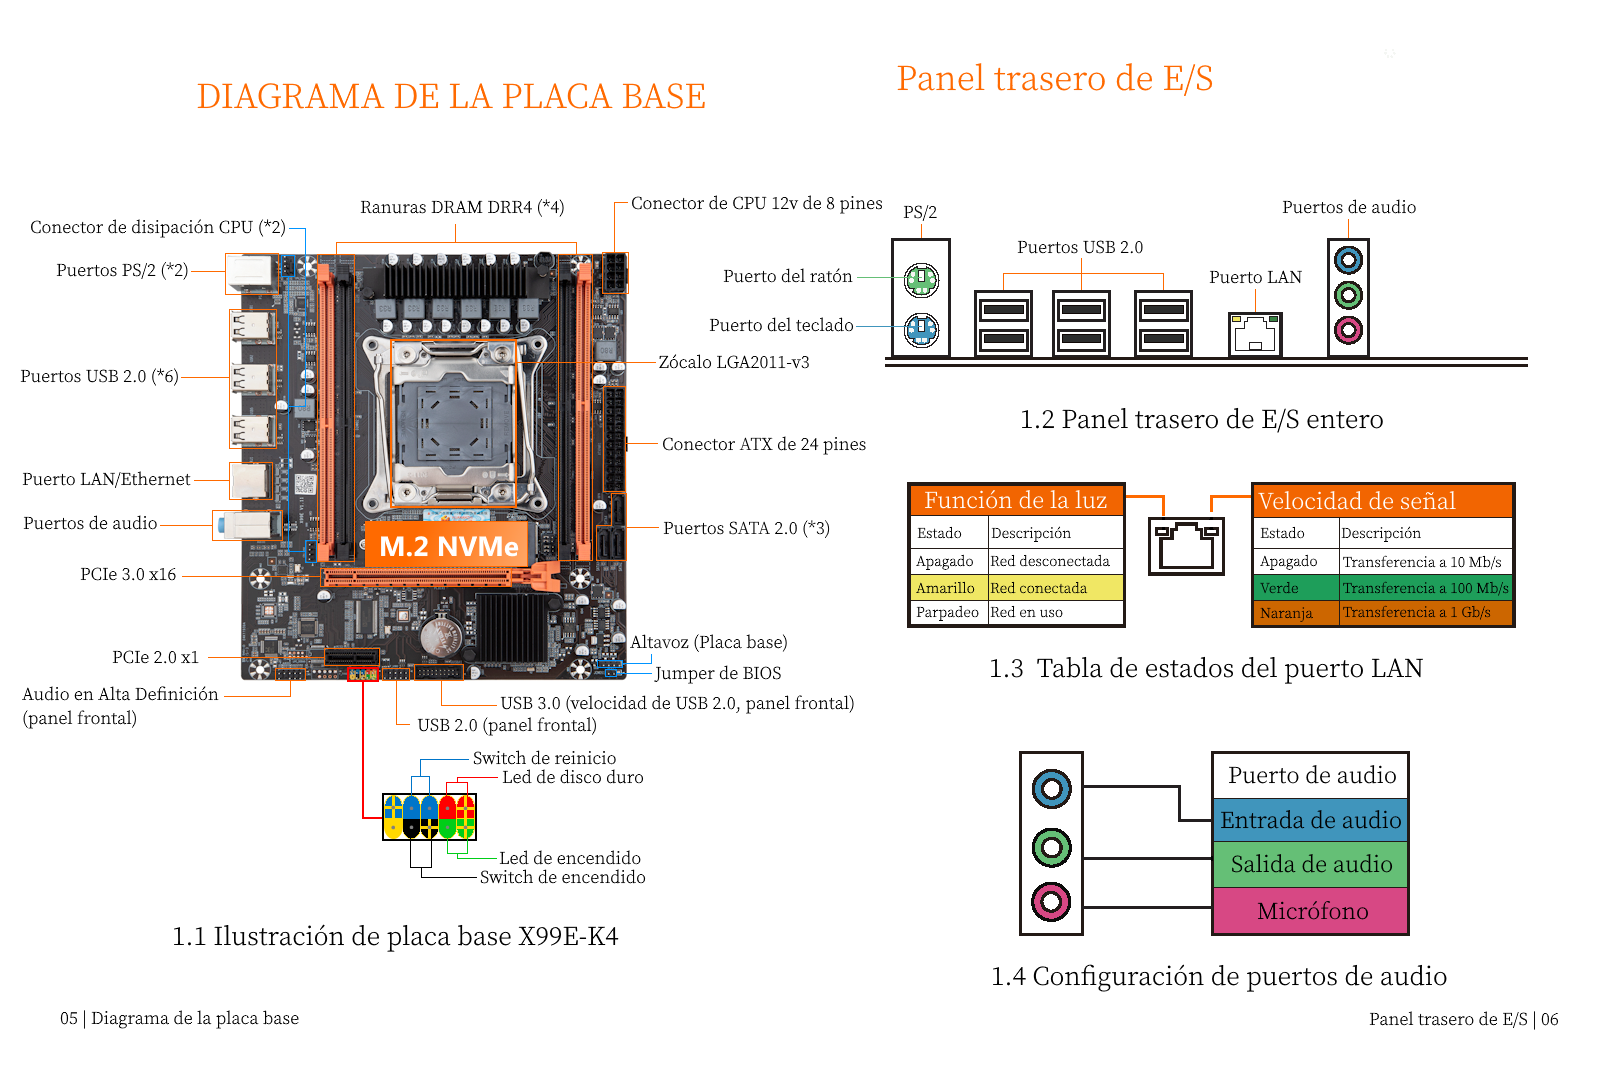 DIAGRAMA DE LA PLACA BASE
Ranuras DRAM DRR4 (*4)
Conector de CPU 12v de 8 pines
Conector de disipación CPU (*2)
Puertos PS/2 (*2)
Puertos USB 2.0 (*6)
Zócalo LGA2011-v3
Conector ATX de 24 pines
Puerto LAN/Ethernet
Puertos de audio
Puertos SATA 2.0 (*3)
M.2 NVMe
PCIe 3.0 x16
Altavoz (Placa base)
PCIe 2.0 x1
Jumper de BIOS
Audio en Alta Definición
(panel frontal)
USB 3.0 (velocidad de USB 2.0, panel frontal)
USB 2.0 (panel frontal)
Switch de reinicio
Led de disco duro
Led de encendido
Switch de encendido
1.1 Ilustración de placa base X99E-K4
05 | Diagrama de la placa base
Panel trasero de E/S
PS/2
Puertos de audio
Puertos USB 2.0
Puerto del ratón
Puerto LAN
Puerto del teclado
1.2 Panel trasero de E/S entero
Función de la luz
Estado Descripción
Apagado Red desconectada
Amarillo Red conectada
Parpadeo Red en uso
Velocidad de señal
Estado Descripción
Apagado Transferencia a 10 Mb/s
Verde Transferencia a 100 Mb/s
Naranja Transferencia a 1 Gb/s
1.3 Tabla de estados del puerto LAN
Puerto de audio
Entrada de audio
Salida de audio
Micrófono
1.4 Configuración de puertos de audio
Panel trasero de E/S | 06